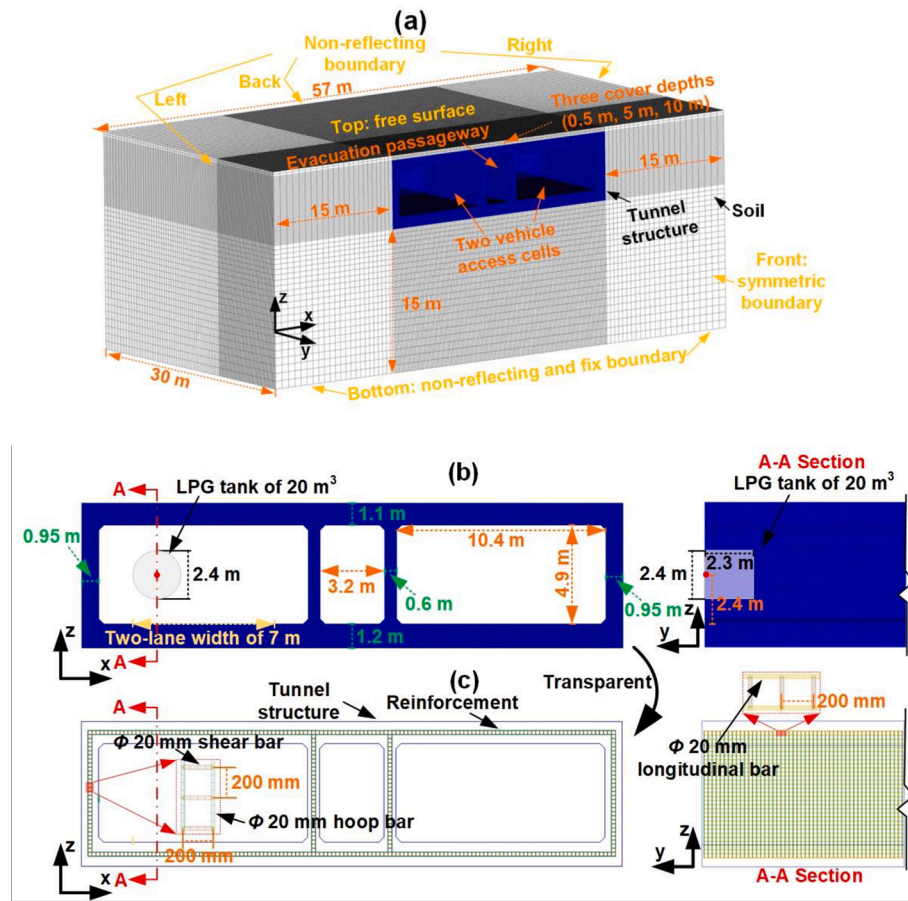 (a)
Non-reflecting
boundary
Right
Back
Left
57 m
Top: free surface
Three cover depths
(0.5 m, 5 m, 10 m)
Evacuation passageway
15 m
15 m
Tunnel
structure
Soil
Two vehicle
access cells
Front:
symmetric
boundary
15 m
z
x
y
30 m
Bottom: non-reflecting and fix boundary
(b)
A
LPG tank of 20 m³
1.1 m
0.95 m
10.4 m
2.4 m
3.2 m
4.9 m
0.6 m
0.95 m
Two-lane width of 7 m
1.2 m
z
x
A
A-A Section
LPG tank of 20 m³
2.3 m
2.4 m
2.4 m
z
y
(c)
Transparent
Tunnel
structure
Reinforcement
A
Φ 20 mm shear bar
200 mm
Φ 20 mm hoop bar
200 mm
z
x
A
200 mm
Φ 20 mm
longitudinal bar
z
y
A-A Section